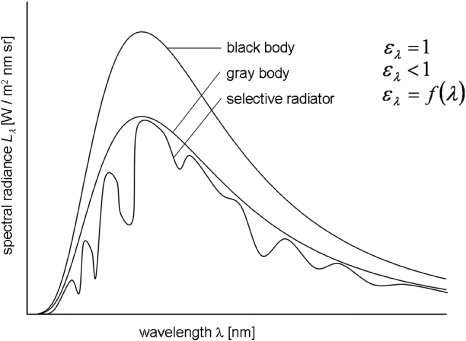 black body
gray body
selective radiator
ε_λ = 1
ε_λ < 1
ε_λ = f(λ)
spectral radiance L_λ [W / m² nm sr]
wavelength λ [nm]